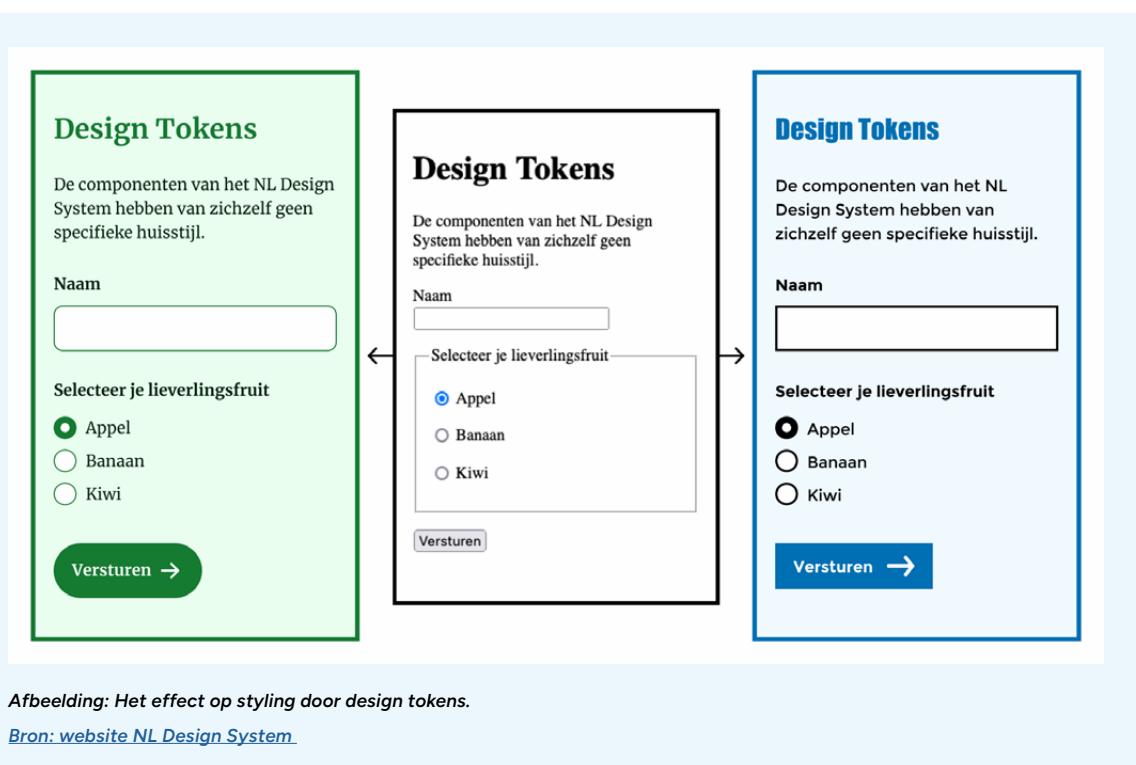 Design Tokens
De componenten van het NL Design
System hebben van zichzelf geen
specifieke huisstijl.
Naam
Selecteer je lieverlingsfruit
Appel
Banaan
Kiwi
Versturen
Design Tokens
De componenten van het NL Design
System hebben van zichzelf geen
specifieke huisstijl.
Naam
Selecteer je lieverlingsfruit
Appel
Banaan
Kiwi
Versturen
Design Tokens
De componenten van het NL
Design System hebben van
zichzelf geen specifieke huisstijl.
Naam
Selecteer je lieverlingsfruit
Appel
Banaan
Kiwi
Versturen
Afbeelding: Het effect op styling door design tokens.
Bron: website NL Design System